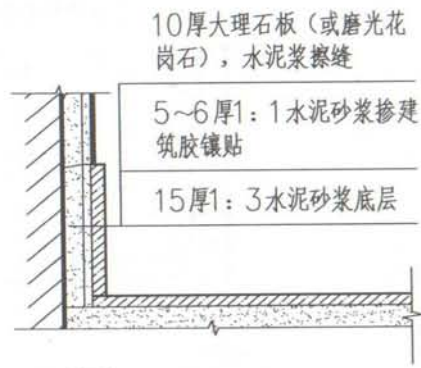 10厚大理石板（或磨光花
岗石），水泥浆擦缝
5～6厚1：1水泥砂浆掺建
筑胶镶贴
15厚1：3水泥砂浆底层